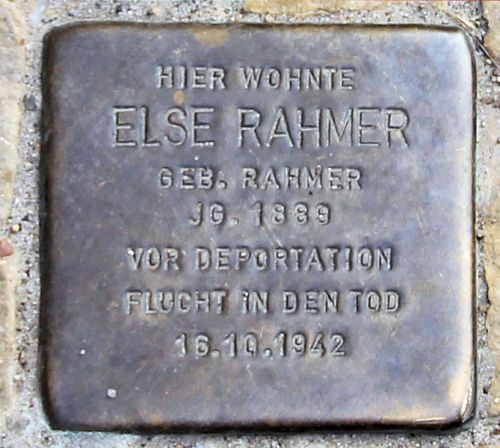 HIER WOHNTE
ELSE RAHMER
GEB. RAHMER
JG. 1889
VOR DEPORTATION
FLUCHT IN DEN TOD
16.10.1942